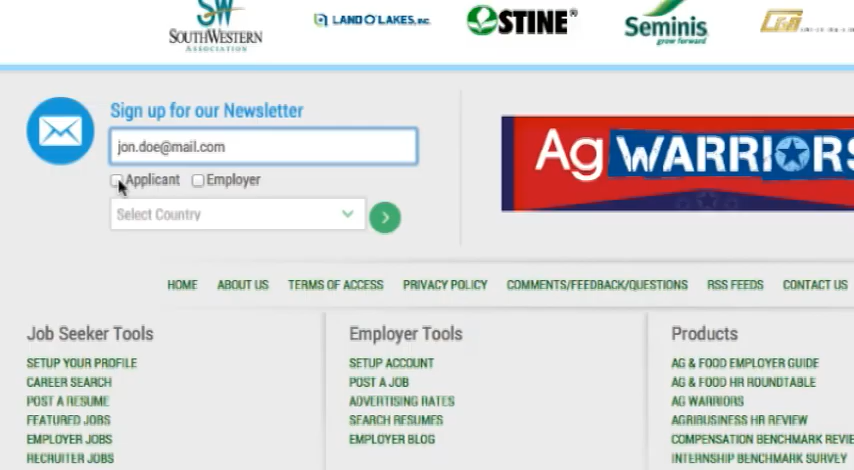 SW
SOUTHWESTERN
ASSOCIATION
LAND O'LAKES, INC.
STINE®
Seminis
grow forward
Sign up for our Newsletter
jon.doe@mail.com
Applicant Employer
Select Country
Ag WARRIORS
HOME ABOUT US TERMS OF ACCESS PRIVACY POLICY COMMENTS/FEEDBACK/QUESTIONS RSS FEEDS CONTACT US
Job Seeker Tools Employer Tools Products
SETUP YOUR PROFILE SETUP ACCOUNT AG & FOOD EMPLOYER GUIDE
CAREER SEARCH POST A JOB AG & FOOD HR ROUNDTABLE
POST A RESUME ADVERTISING RATES AG WARRIORS
FEATURED JOBS SEARCH RESUMES AGRIBUSINESS HR REVIEW
EMPLOYER JOBS EMPLOYER BLOG COMPENSATION BENCHMARK REVIE
RECRUITER JOBS INTERNSHIP BENCHMARK SURVEY